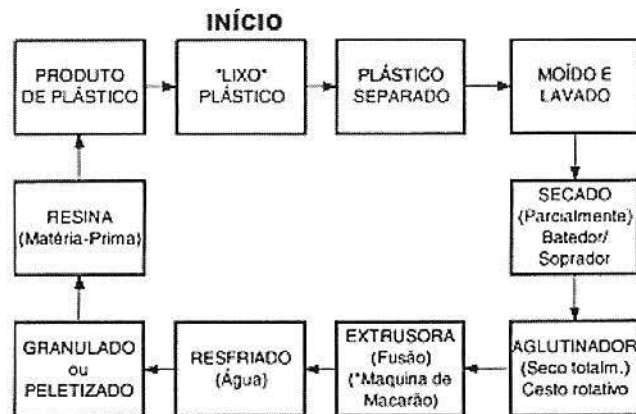 INÍCIO
PRODUTO
DE PLÁSTICO
"LIXO"
PLÁSTICO
PLÁSTICO
SEPARADO
MOÍDO E
LAVADO
SECADO
(Parcialmente)
Batedor/
Soprador
AGLUTINADOR
(Seco totalm.)
Cesto rotativo
EXTRUSORA
(Fusão)
("Maquina de
Macarão)
RESFRIADO
(Água)
GRANULADO
ou
PELETIZADO
RESINA
(Matéria-Prima)